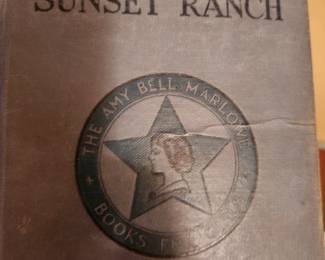 SUNSET RANCH
THE AMY BELL MARLOWE
BOOKS